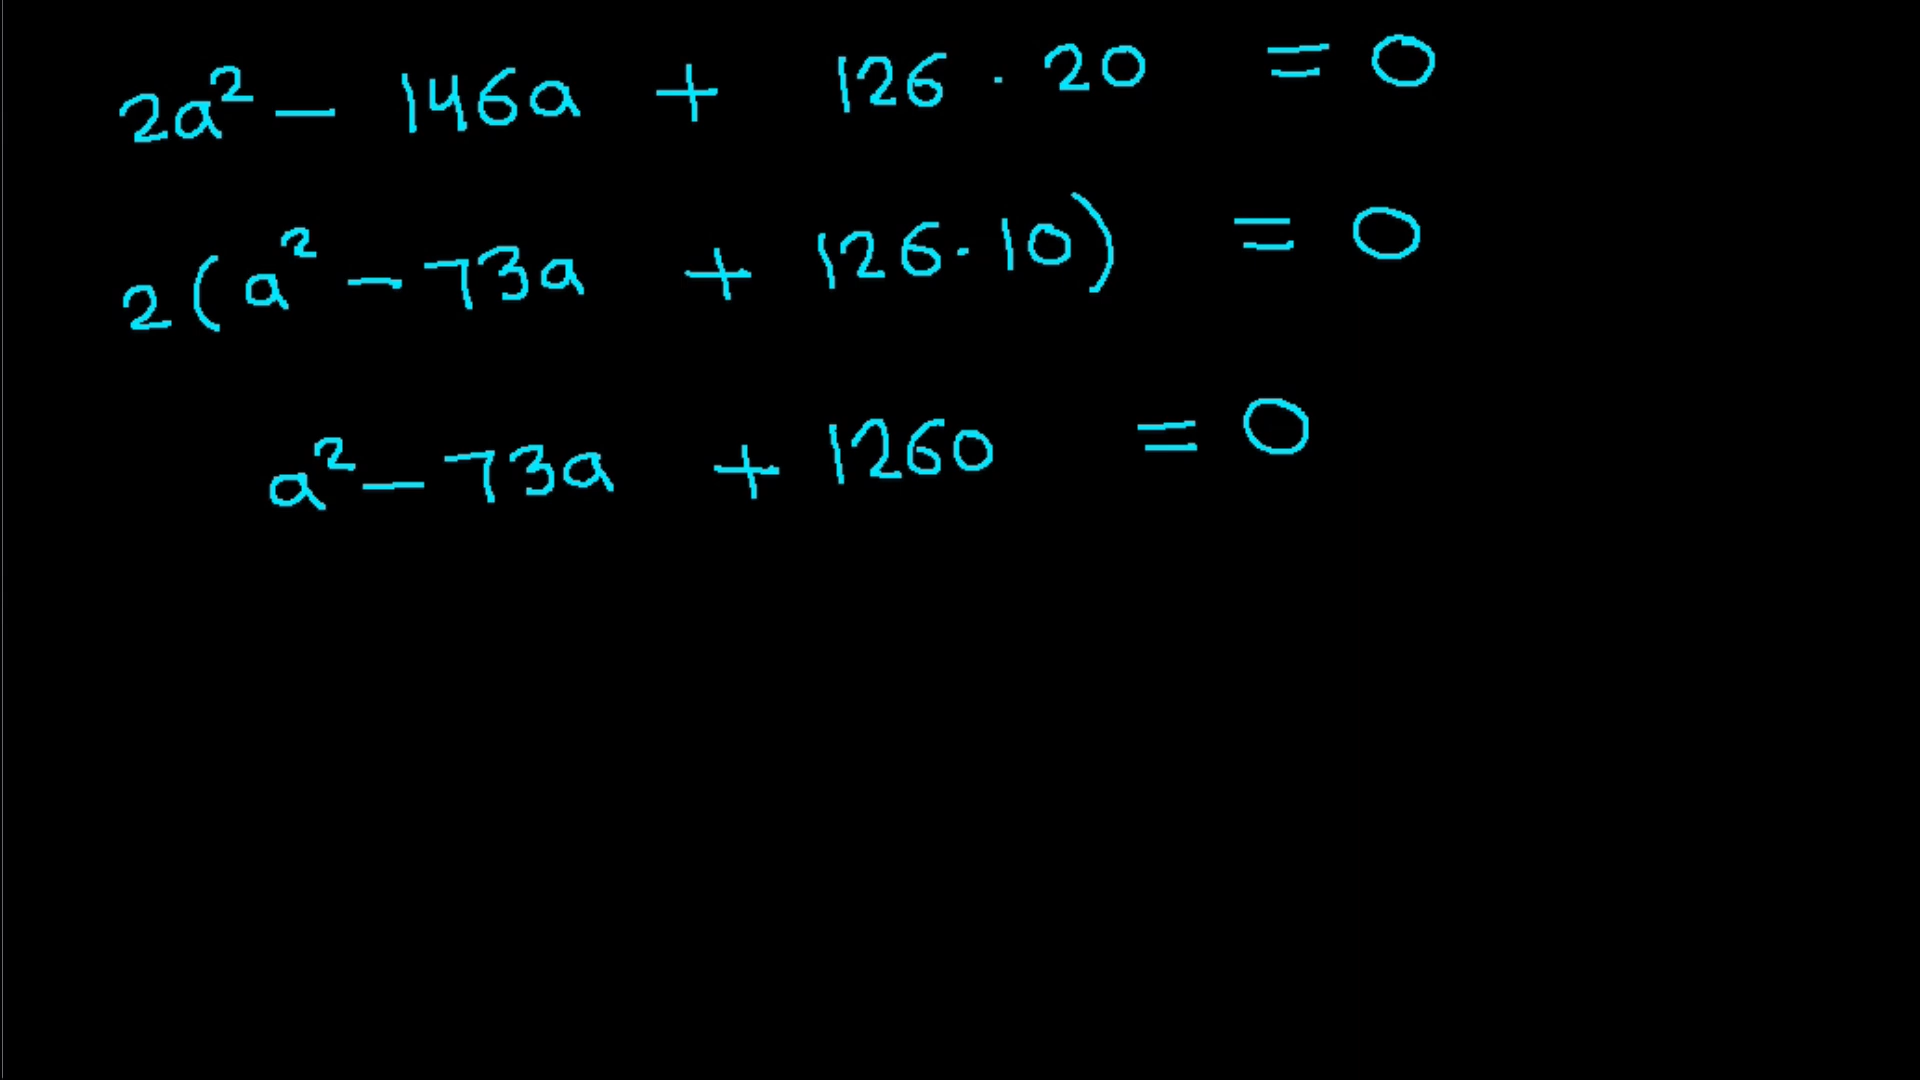 2a² - 146a + 126 · 20 = 0
2(a² - 73a + 126 · 10) = 0
a² - 73a + 1260 = 0